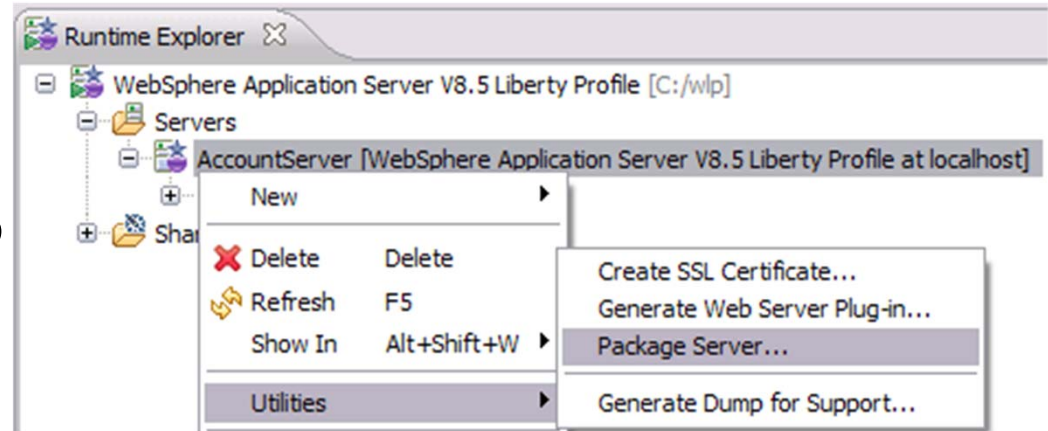 Runtime Explorer
WebSphere Application Server V8.5 Liberty Profile [C:/wlp]
Servers
AccountServer [WebSphere Application Server V8.5 Liberty Profile at localhost]
New
Delete Delete
Refresh F5
Show In Alt+Shift+W
Utilities
Create SSL Certificate...
Generate Web Server Plug-in...
Package Server...
Generate Dump for Support...